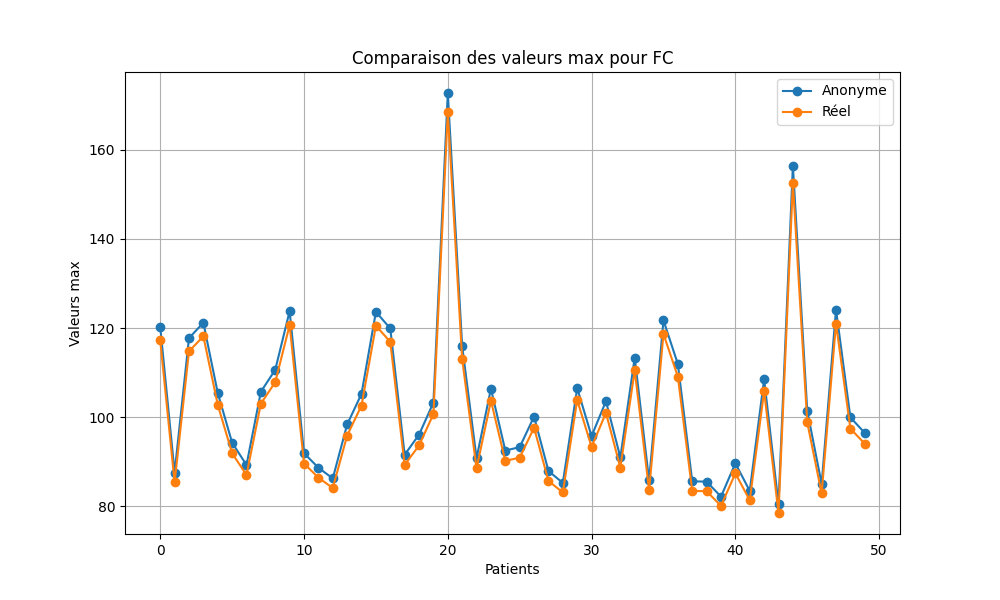 Comparaison des valeurs max pour FC
Anonyme
Réel
Valeurs max
160
140
120
100
80
0 10 20 30 40 50
Patients